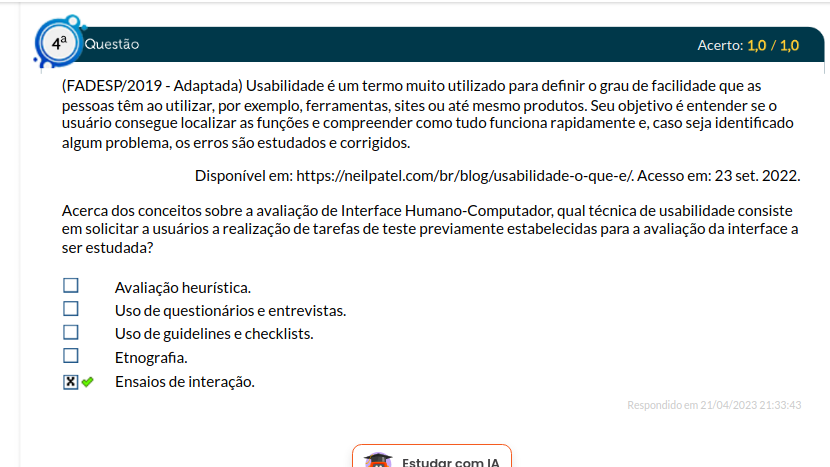 4ª Questão
Acerto: 1,0 / 1,0
(FADESP/2019 - Adaptada) Usabilidade é um termo muito utilizado para definir o grau de facilidade que as
pessoas têm ao utilizar, por exemplo, ferramentas, sites ou até mesmo produtos. Seu objetivo é entender se o
usuário consegue localizar as funções e compreender como tudo funciona rapidamente e, caso seja identificado
algum problema, os erros são estudados e corrigidos.
Disponível em: https://neilpatel.com/br/blog/usabilidade-o-que-e/. Acesso em: 23 set. 2022.
Acerca dos conceitos sobre a avaliação de Interface Humano-Computador, qual técnica de usabilidade consiste
em solicitar a usuários a realização de tarefas de teste previamente estabelecidas para a avaliação da interface a
ser estudada?
Avaliação heurística.
Uso de questionários e entrevistas.
Uso de guidelines e checklists.
Etnografia.
X Ensaios de interação.
Respondido em 21/04/2023 21:33:43
Estudar com IA